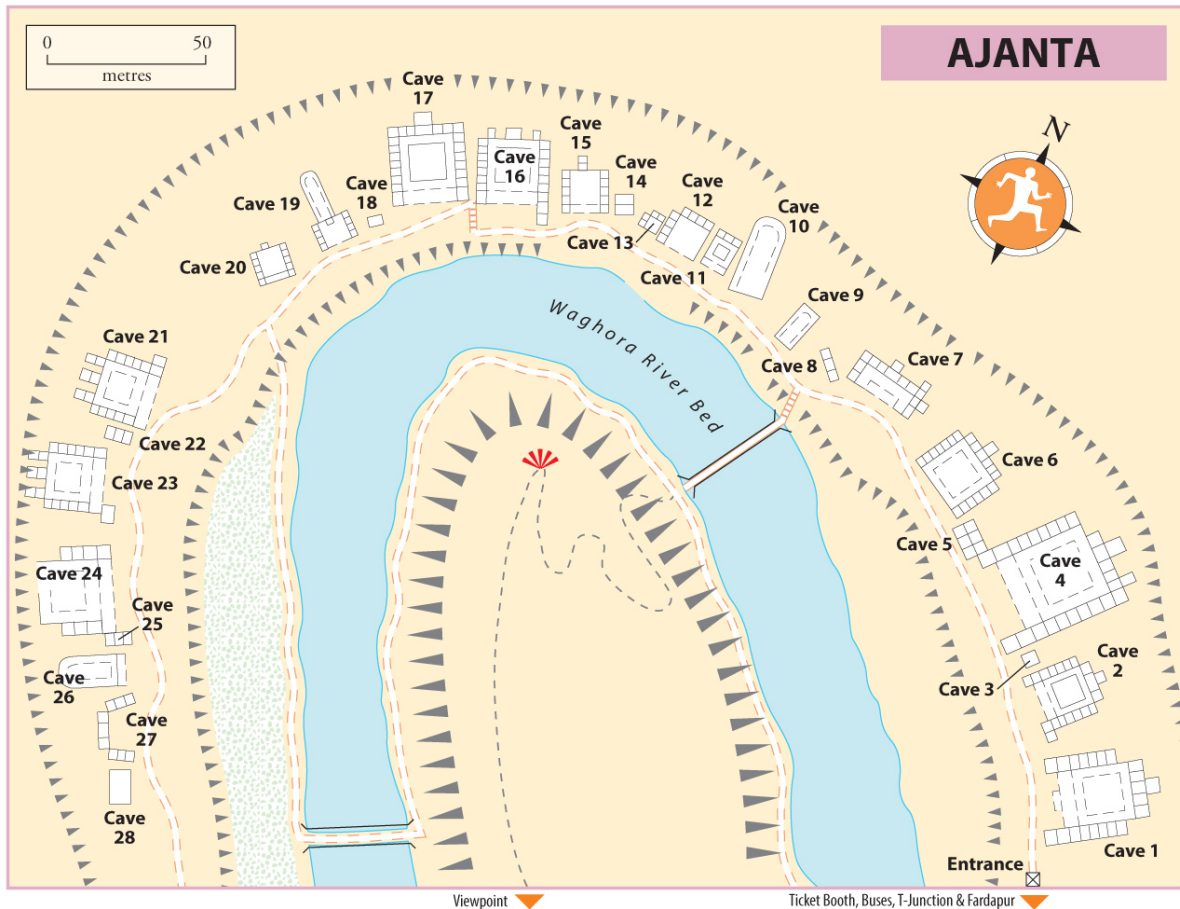 0 50
metres
AJANTA
N
Cave
17
Cave
16
Cave
15
Cave
14
Cave
12
Cave
10
Cave 19
Cave
18
Cave 13
Cave 20
Cave 11
Cave 9
Waghora River Bed
Cave 21
Cave 8
Cave 7
Cave 22
Cave 6
Cave 23
Cave 5
Cave
4
Cave 24
Cave
25
Cave
2
Cave
26
Cave 3
Cave
27
Cave
28
Cave 1
Entrance
Viewpoint
Ticket Booth, Buses, T-Junction & Fardapur